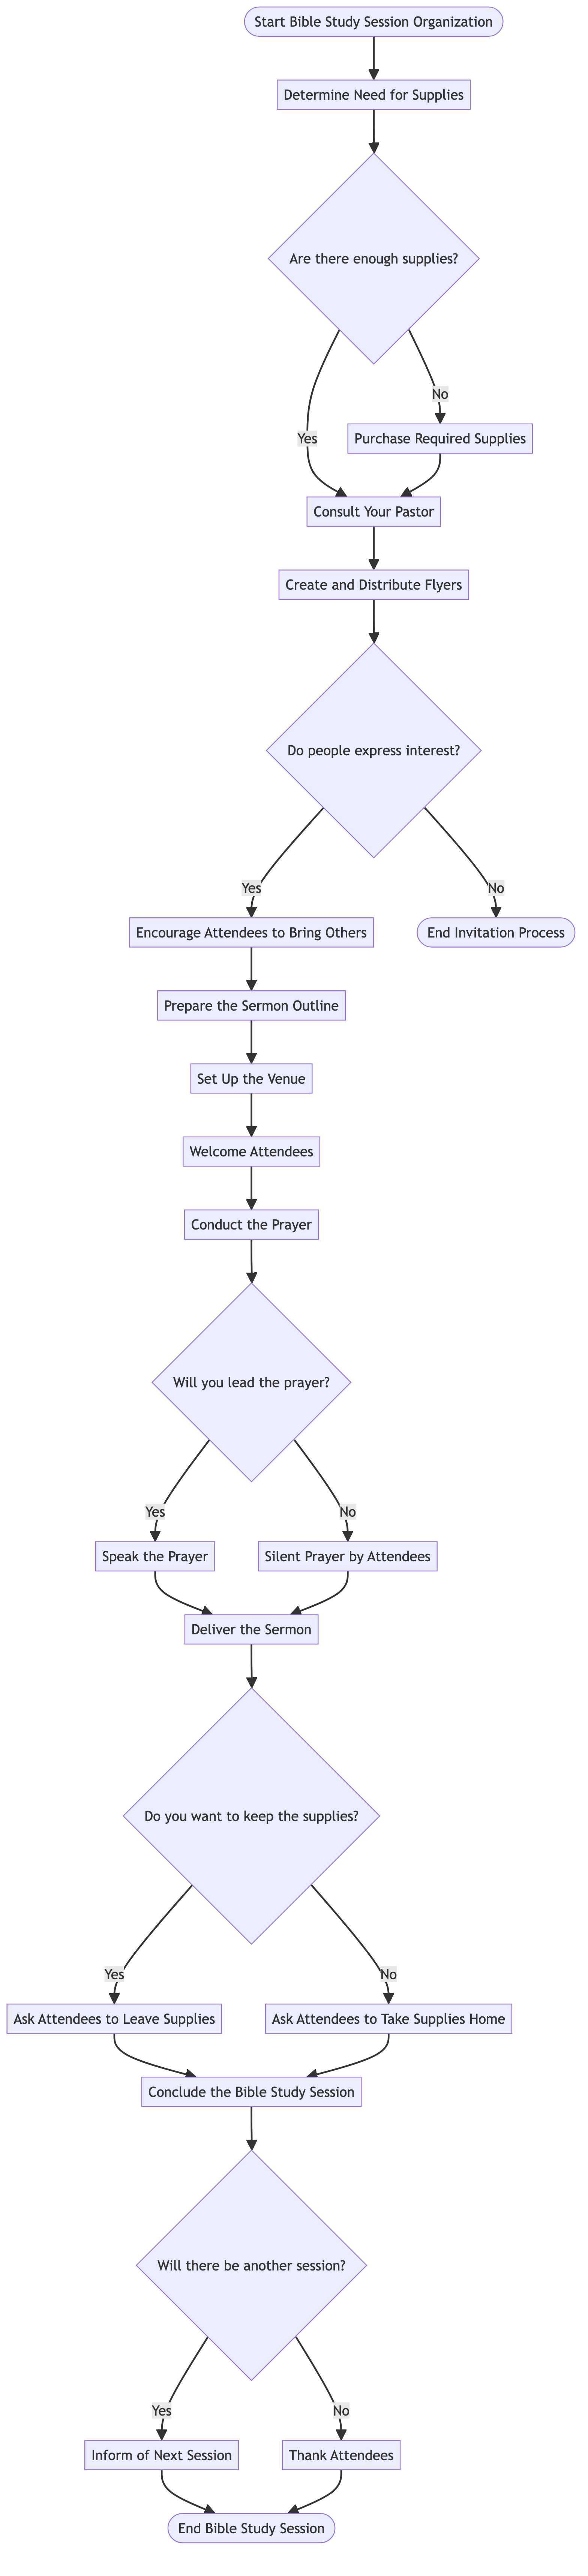 Start Bible Study Session Organization
Determine Need for Supplies
Are there enough supplies?
No
Yes
Purchase Required Supplies
Consult Your Pastor
Create and Distribute Flyers
Do people express interest?
Yes
No
Encourage Attendees to Bring Others
End Invitation Process
Prepare the Sermon Outline
Set Up the Venue
Welcome Attendees
Conduct the Prayer
Will you lead the prayer?
Yes
No
Speak the Prayer
Silent Prayer by Attendees
Deliver the Sermon
Do you want to keep the supplies?
Yes
No
Ask Attendees to Leave Supplies
Ask Attendees to Take Supplies Home
Conclude the Bible Study Session
Will there be another session?
Yes
No
Inform of Next Session
Thank Attendees
End Bible Study Session